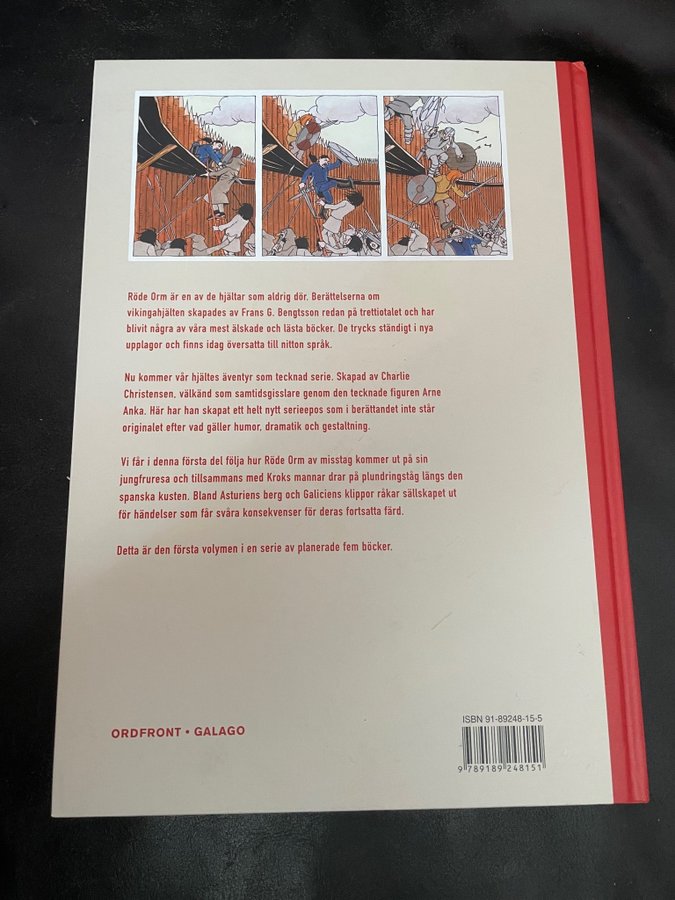 Röde Orm är en av de hjältar som aldrig dör. Berättelserna om
vikingahjälten skapades av Frans G. Bengtsson redan på trettiotalet och har
blivit några av våra mest älskade och lästa böcker. De trycks ständigt i nya
upplagor och finns idag översatta till nitton språk.
Nu kommer vår hjältes äventyr som tecknad serie. Skapad av Charlie
Christensen, välkänd som samtidsgisslare genom den tecknade figuren Arne
Anka. Här har han skapat ett helt nytt serieepos som i berättandet inte står
originalet efter vad gäller humor, dramatik och gestaltning.
Vi får i denna första del följa hur Röde Orm av misstag kommer ut på sin
jungfruresa och tillsammans med Kroks mannar drar på plundringståg längs den
spanska kusten. Bland Asturiens berg och Galiciens klippor råkar sällskapet ut
för händelser som får svåra konsekvenser för deras fortsatta färd.
Detta är den första volymen i en serie av planerade fem böcker.
ORDFRONT • GALAGO
ISBN 91-89248-15-5
9 789189 248151